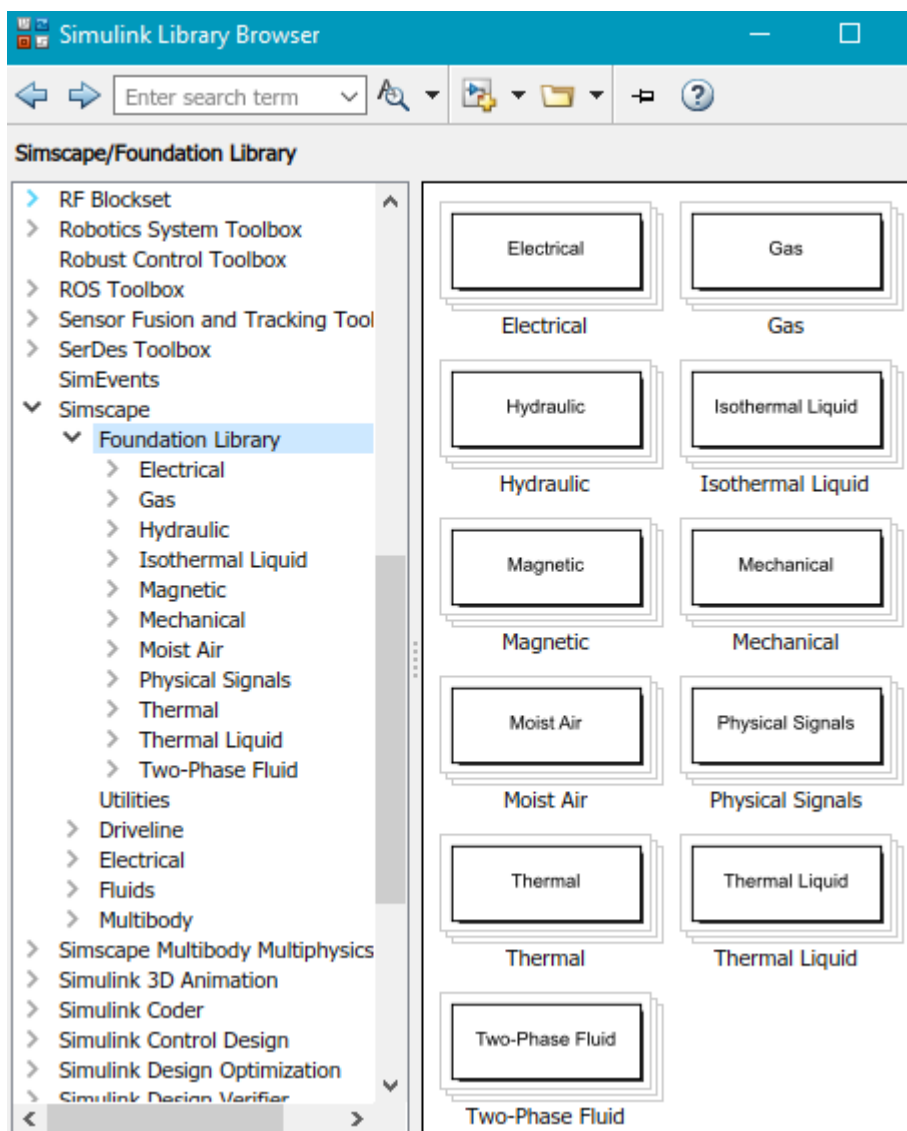 Simulink Library Browser
Enter search term
Simscape/Foundation Library
RF Blockset
Robotics System Toolbox
Robust Control Toolbox
ROS Toolbox
Sensor Fusion and Tracking Tool
SerDes Toolbox
SimEvents
Simscape
Foundation Library
Electrical
Gas
Hydraulic
Isothermal Liquid
Magnetic
Mechanical
Moist Air
Physical Signals
Thermal
Thermal Liquid
Two-Phase Fluid
Utilities
Driveline
Electrical
Fluids
Multibody
Simscape Multibody Multiphysics
Simulink 3D Animation
Simulink Coder
Simulink Control Design
Simulink Design Optimization
Simulink Design Verifier
Electrical
Gas
Electrical
Gas
Hydraulic
Isothermal Liquid
Hydraulic
Isothermal Liquid
Magnetic
Mechanical
Magnetic
Mechanical
Moist Air
Physical Signals
Moist Air
Physical Signals
Thermal
Thermal Liquid
Thermal
Thermal Liquid
Two-Phase Fluid
Two-Phase Fluid